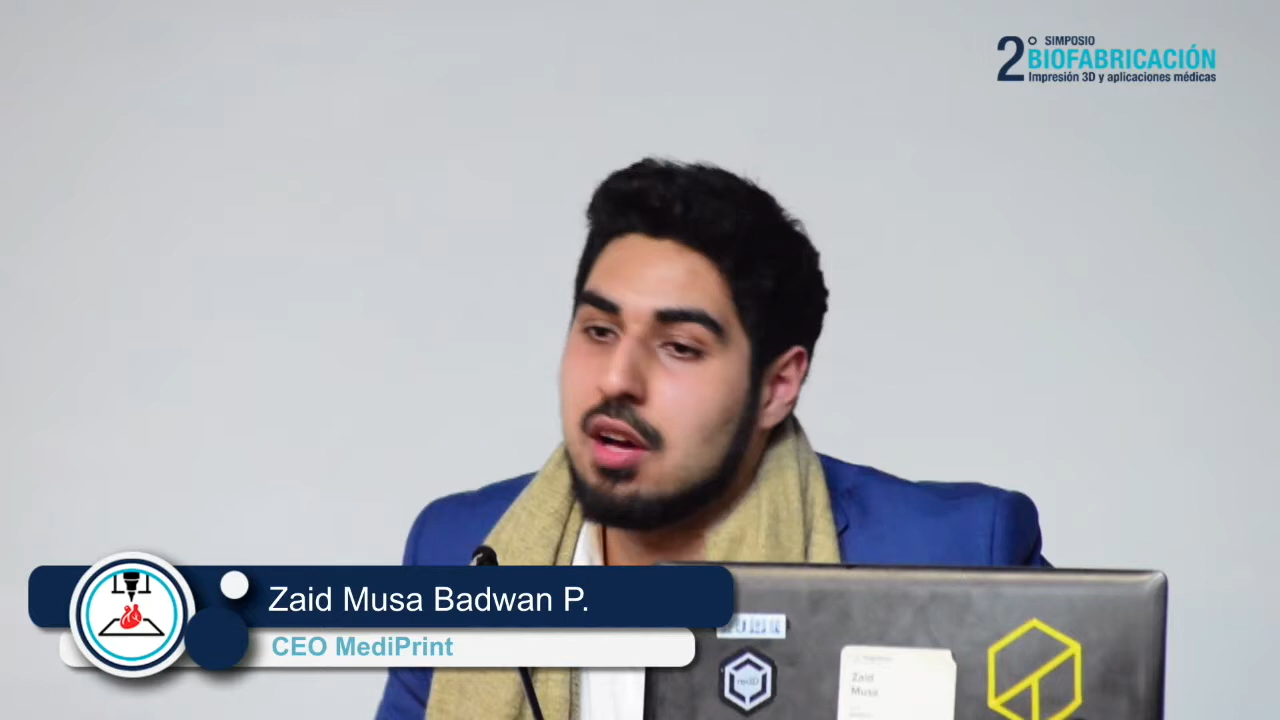 2° SIMPOSIO
BIOFABRICACIÓN
Impresión 3D y aplicaciones médicas
Zaid Musa Badwan P.
CEO MediPrint
Zaid
Musa